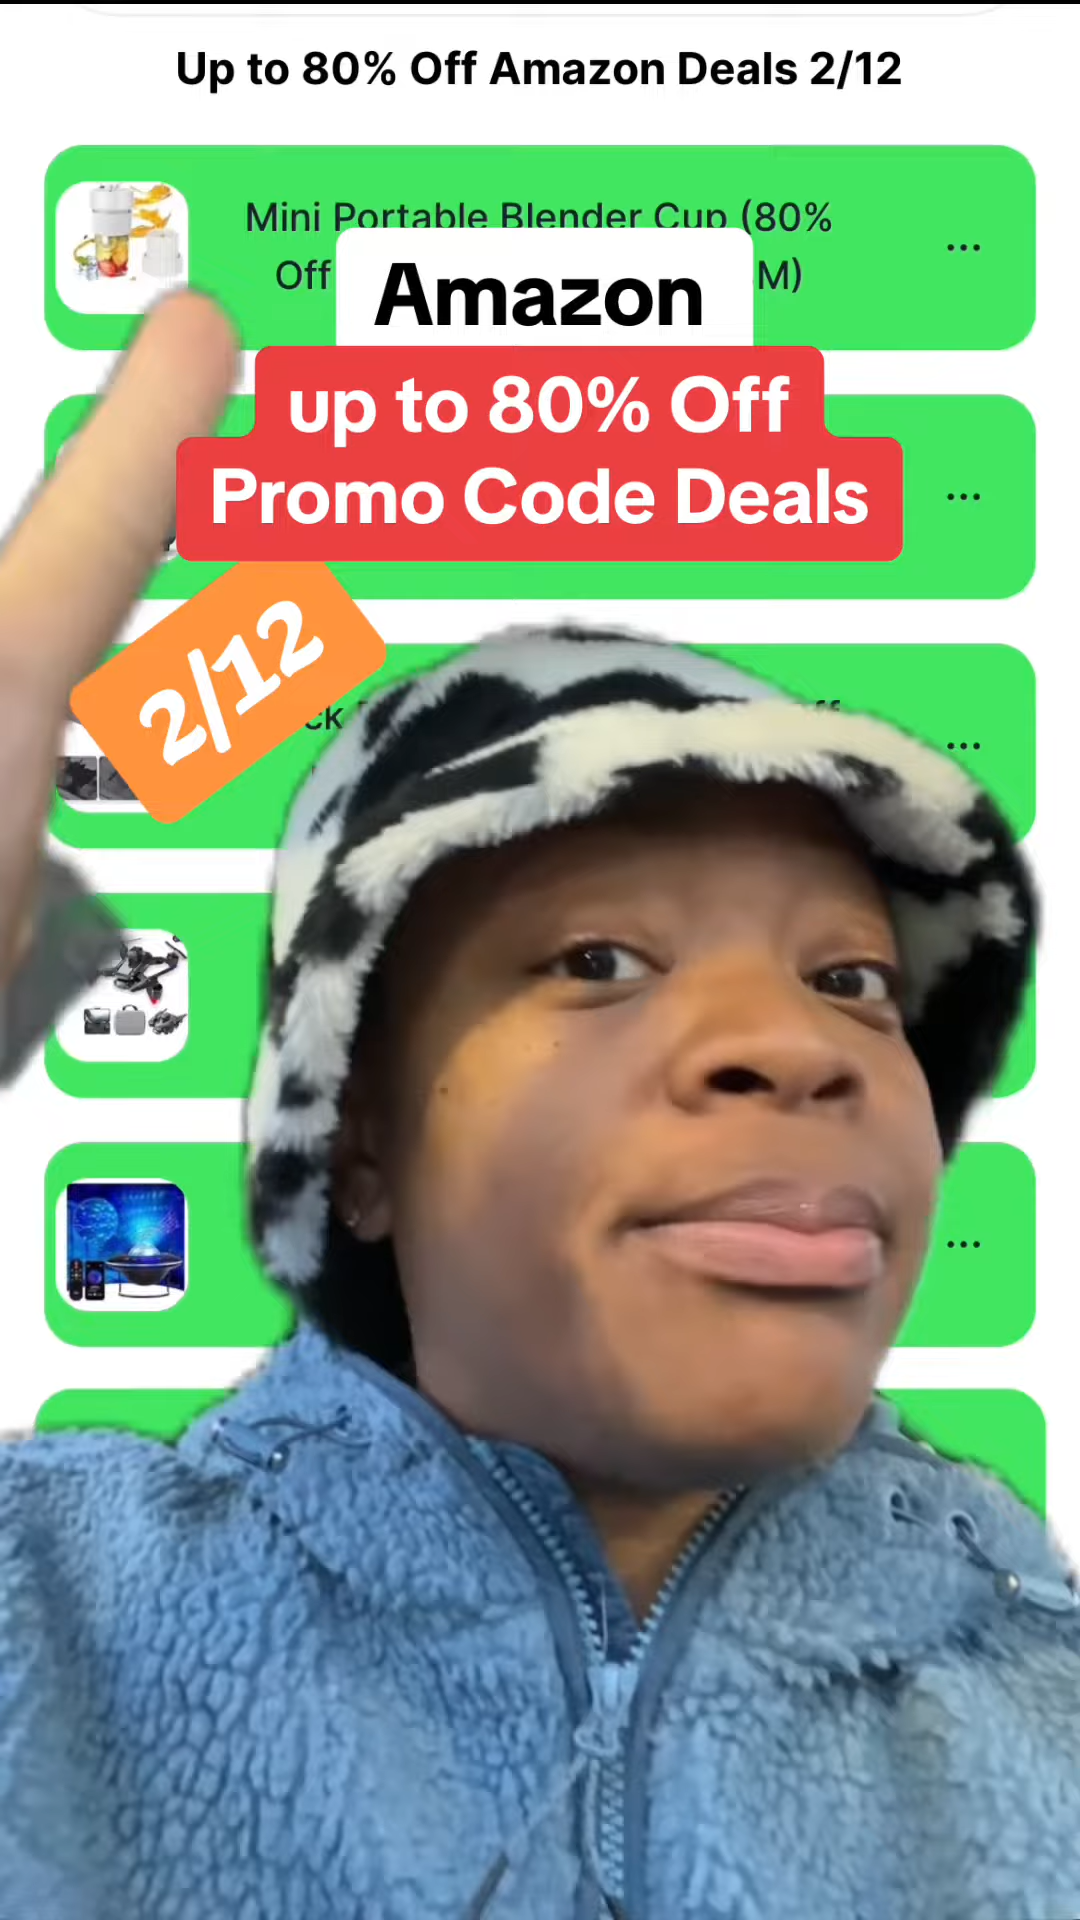 Up to 80% Off Amazon Deals 2/12
Mini Portable Blender Cup (80%
Off M)
...
Amazon
up to 80% Off
Promo Code Deals
...
2/12
...
...